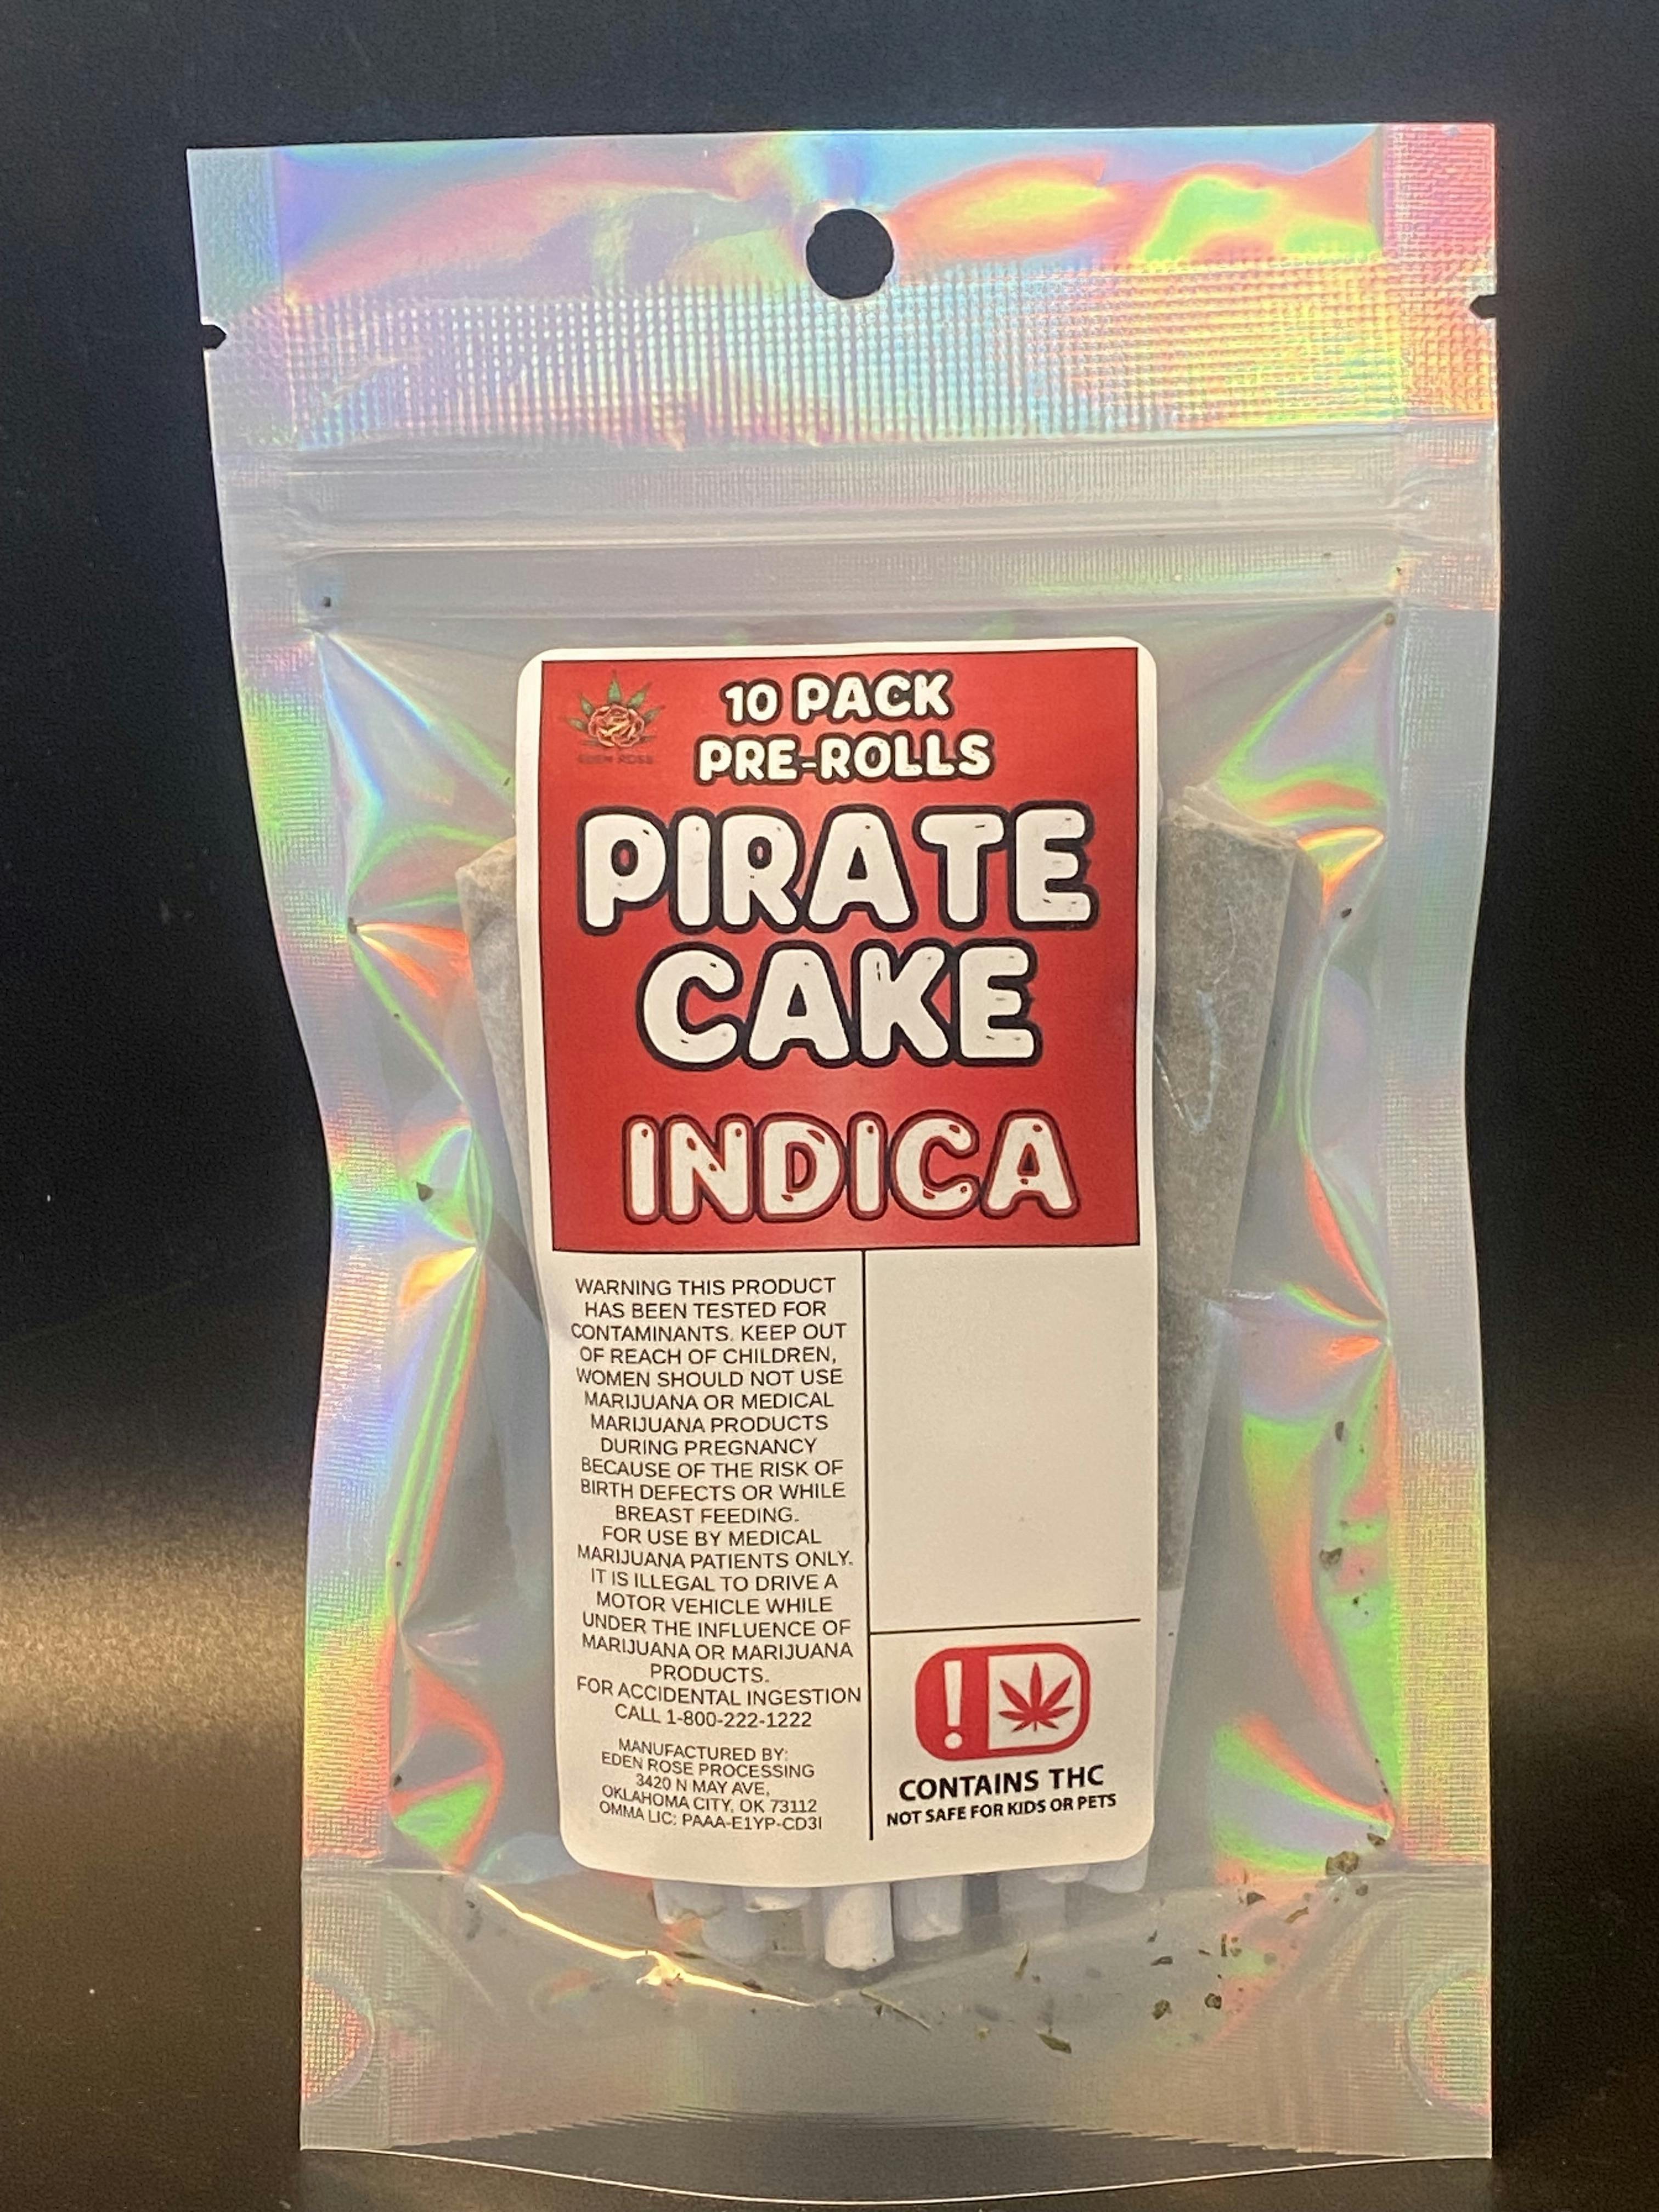 EDEN ROSE
10 PACK
PRE-ROLLS
PIRATE
CAKE
INDICA
WARNING THIS PRODUCT
HAS BEEN TESTED FOR
CONTAMINANTS. KEEP OUT
OF REACH OF CHILDREN,
WOMEN SHOULD NOT USE
MARIJUANA OR MEDICAL
MARIJUANA PRODUCTS
DURING PREGNANCY
BECAUSE OF THE RISK OF
BIRTH DEFECTS OR WHILE
BREAST FEEDING.
FOR USE BY MEDICAL
MARIJUANA PATIENTS ONLY.
IT IS ILLEGAL TO DRIVE A
MOTOR VEHICLE WHILE
UNDER THE INFLUENCE OF
MARIJUANA OR MARIJUANA
PRODUCTS.
FOR ACCIDENTAL INGESTION
CALL 1-800-222-1222
MANUFACTURED BY:
EDEN ROSE PROCESSING
3420 N MAY AVE,
OKLAHOMA CITY, OK 73112
OMMA LIC: PAAA-E1YP-CD3I
!
CONTAINS THC
NOT SAFE FOR KIDS OR PETS